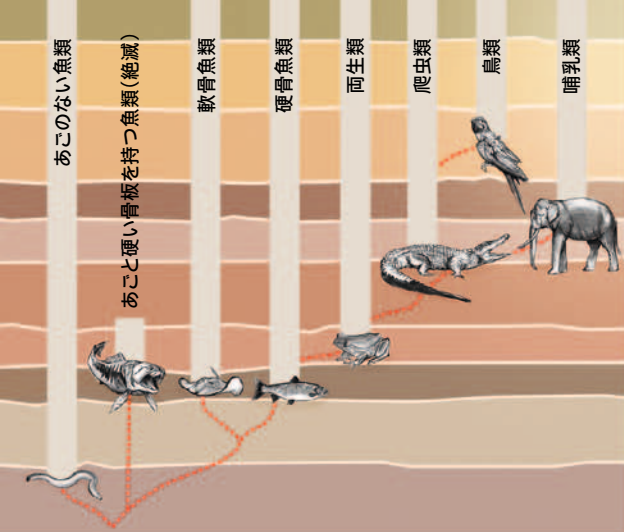 あごのない魚類
あごと硬い骨板を持つ魚類(絶滅)
軟骨魚類
硬骨魚類
両生類
爬虫類
鳥類
哺乳類